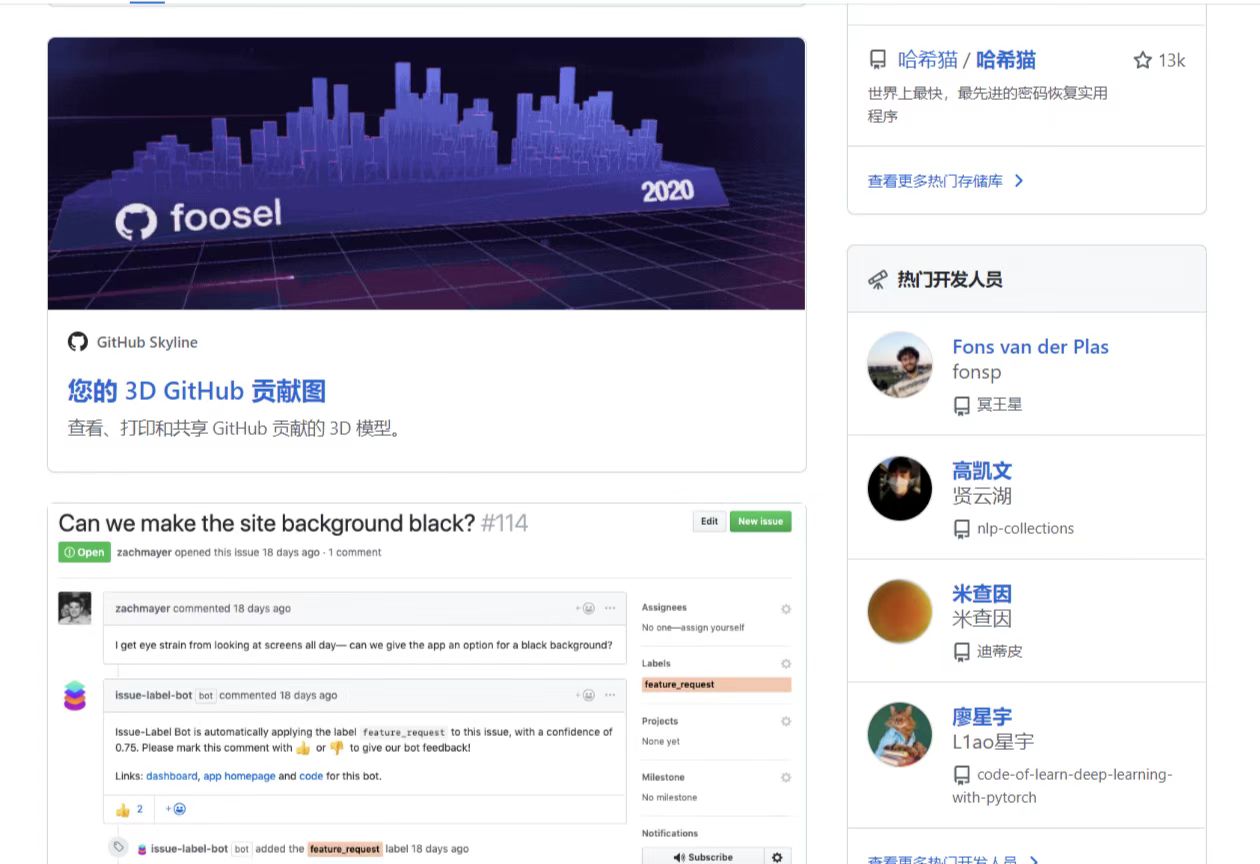 foosel
2020
GitHub Skyline
您的 3D GitHub 贡献图
查看、打印和共享 GitHub 贡献的 3D 模型。
Can we make the site background black? #114
Edit
New issue
Open
zachmayer opened this issue 18 days ago · 1 comment
zachmayer commented 18 days ago
I get eye strain from looking at screens all day— can we give the app an option for a black background?
issue-label-bot bot commented 18 days ago
Issue-Label Bot is automatically applying the label feature_request to this issue, with a confidence of
0.75. Please mark this comment with 👍 or 👎 to give our bot feedback!
Links: dashboard, app homepage and code for this bot.
👍 2
issue-label-bot bot added the feature_request label 18 days ago
Assignees
No one—assign yourself
Labels
feature_request
Projects
None yet
Milestone
No milestone
Notifications
Subscribe
哈希猫 / 哈希猫
13k
世界上最快，最先进的密码恢复实用
程序
查看更多热门存储库
热门开发人员
Fons van der Plas
fonsp
冥王星
高凯文
贤云湖
nlp-collections
米查因
米查因
迪蒂皮
廖星宇
L1ao星宇
code-of-learn-deep-learning-
with-pytorch
查看更多热门开发人员